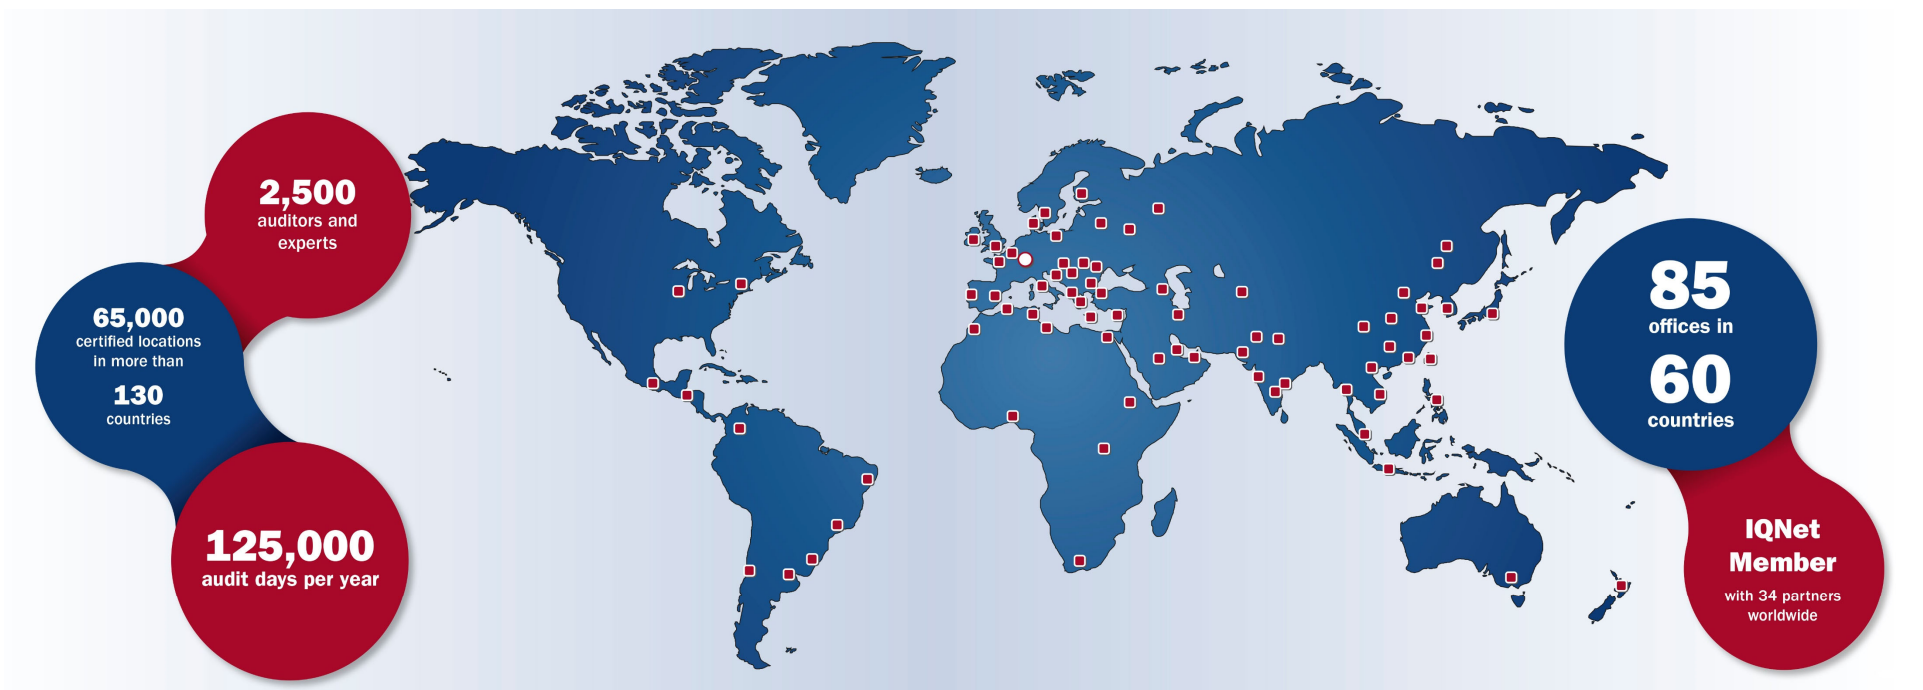 2,500
auditors and
experts
65,000
certified locations
in more than
130
countries
125,000
audit days per year
85
offices in
60
countries
IQNet
Member
with 34 partners
worldwide